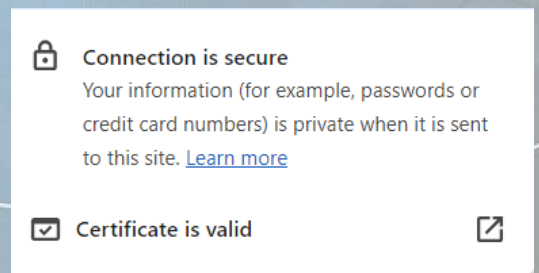 Connection is secure
Your information (for example, passwords or
credit card numbers) is private when it is sent
to this site. Learn more
Certificate is valid